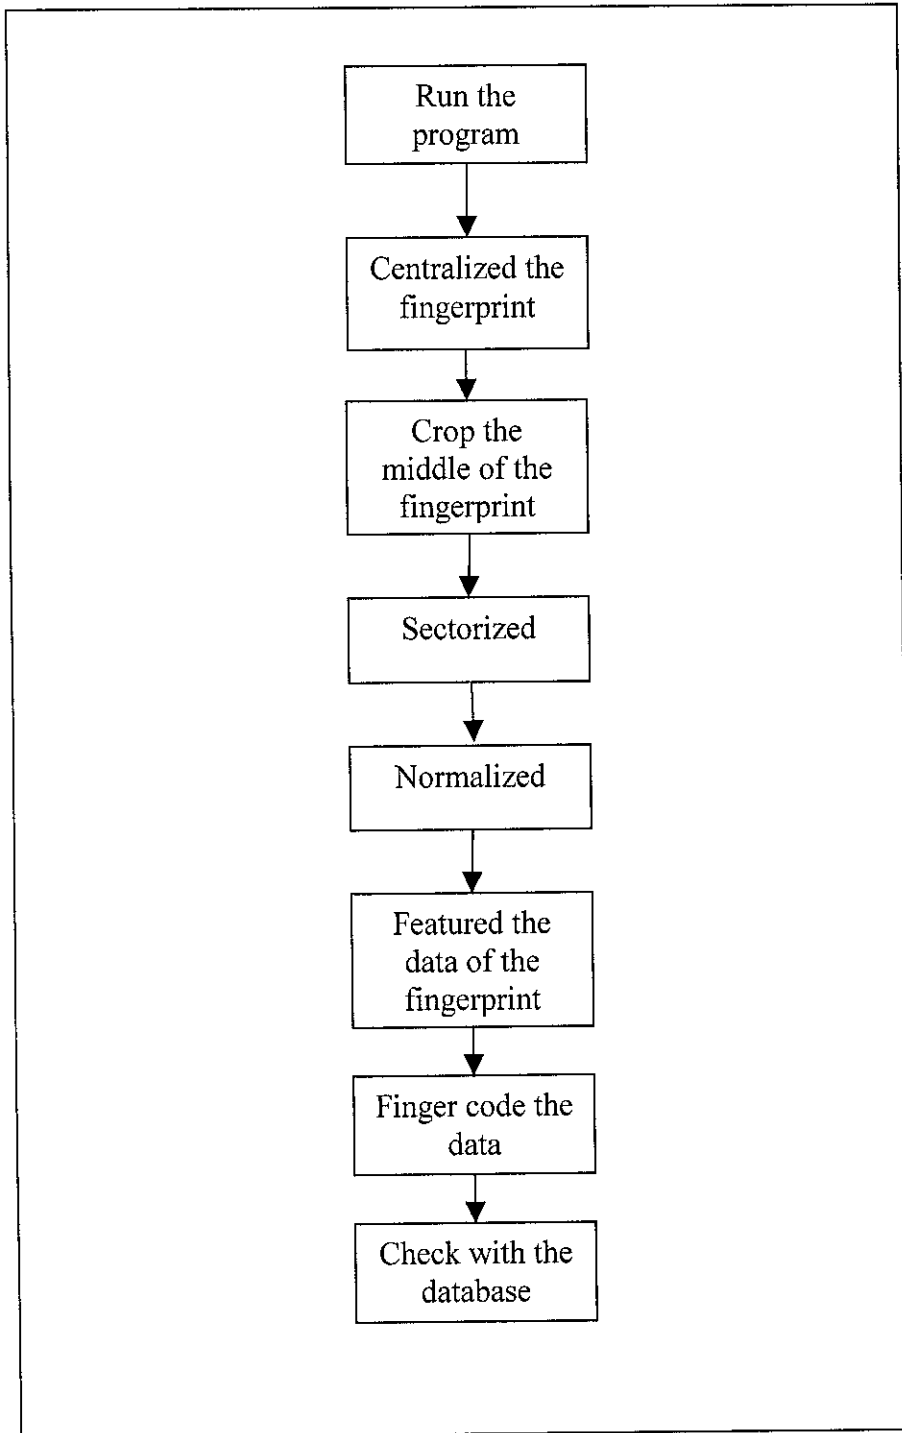 Run the
program
Centralized the
fingerprint
Crop the
middle of the
fingerprint
Sectorized
Normalized
Featured the
data of the
fingerprint
Finger code the
data
Check with the
database